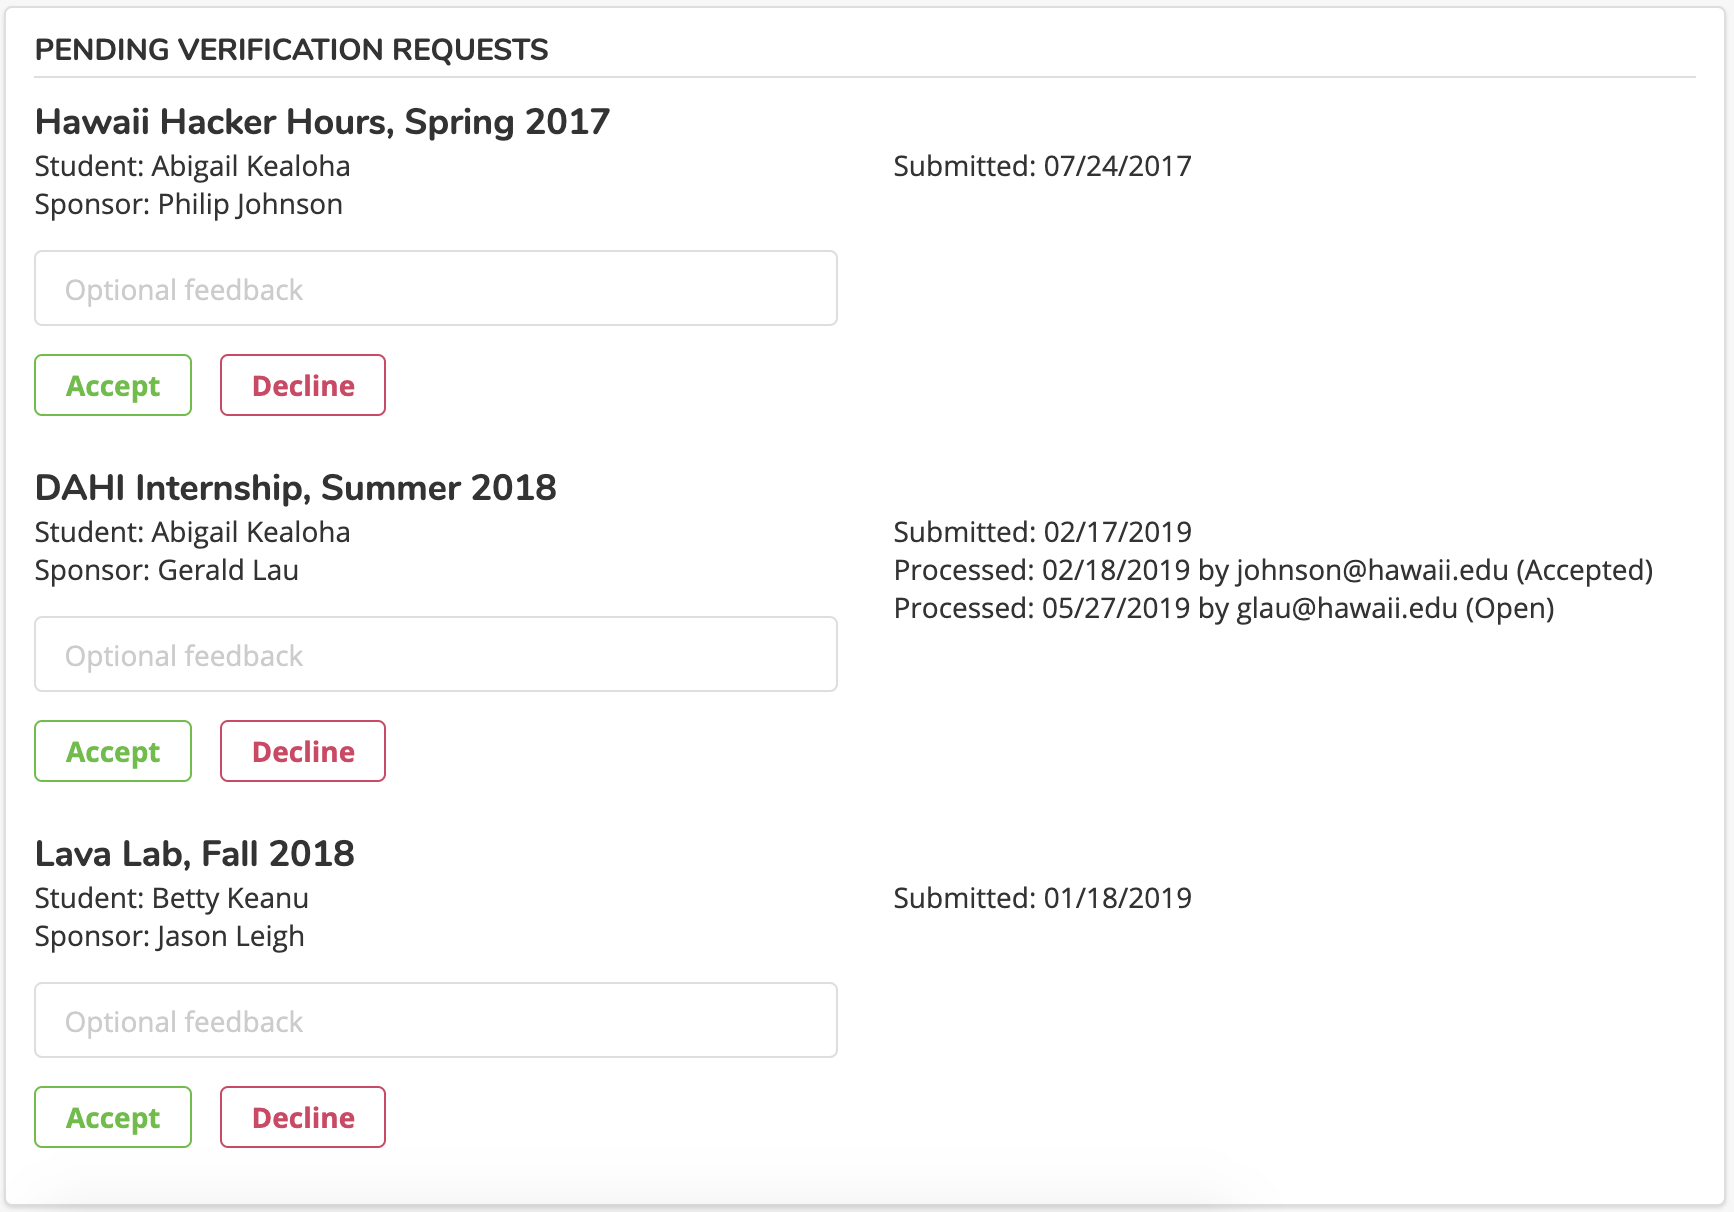 PENDING VERIFICATION REQUESTS
Hawaii Hacker Hours, Spring 2017
Student: Abigail Kealoha
Submitted: 07/24/2017
Sponsor: Philip Johnson
Optional feedback
Accept
Decline
DAHI Internship, Summer 2018
Student: Abigail Kealoha
Submitted: 02/17/2019
Sponsor: Gerald Lau
Processed: 02/18/2019 by johnson@hawaii.edu (Accepted)
Processed: 05/27/2019 by glau@hawaii.edu (Open)
Optional feedback
Accept
Decline
Lava Lab, Fall 2018
Student: Betty Keanu
Submitted: 01/18/2019
Sponsor: Jason Leigh
Optional feedback
Accept
Decline